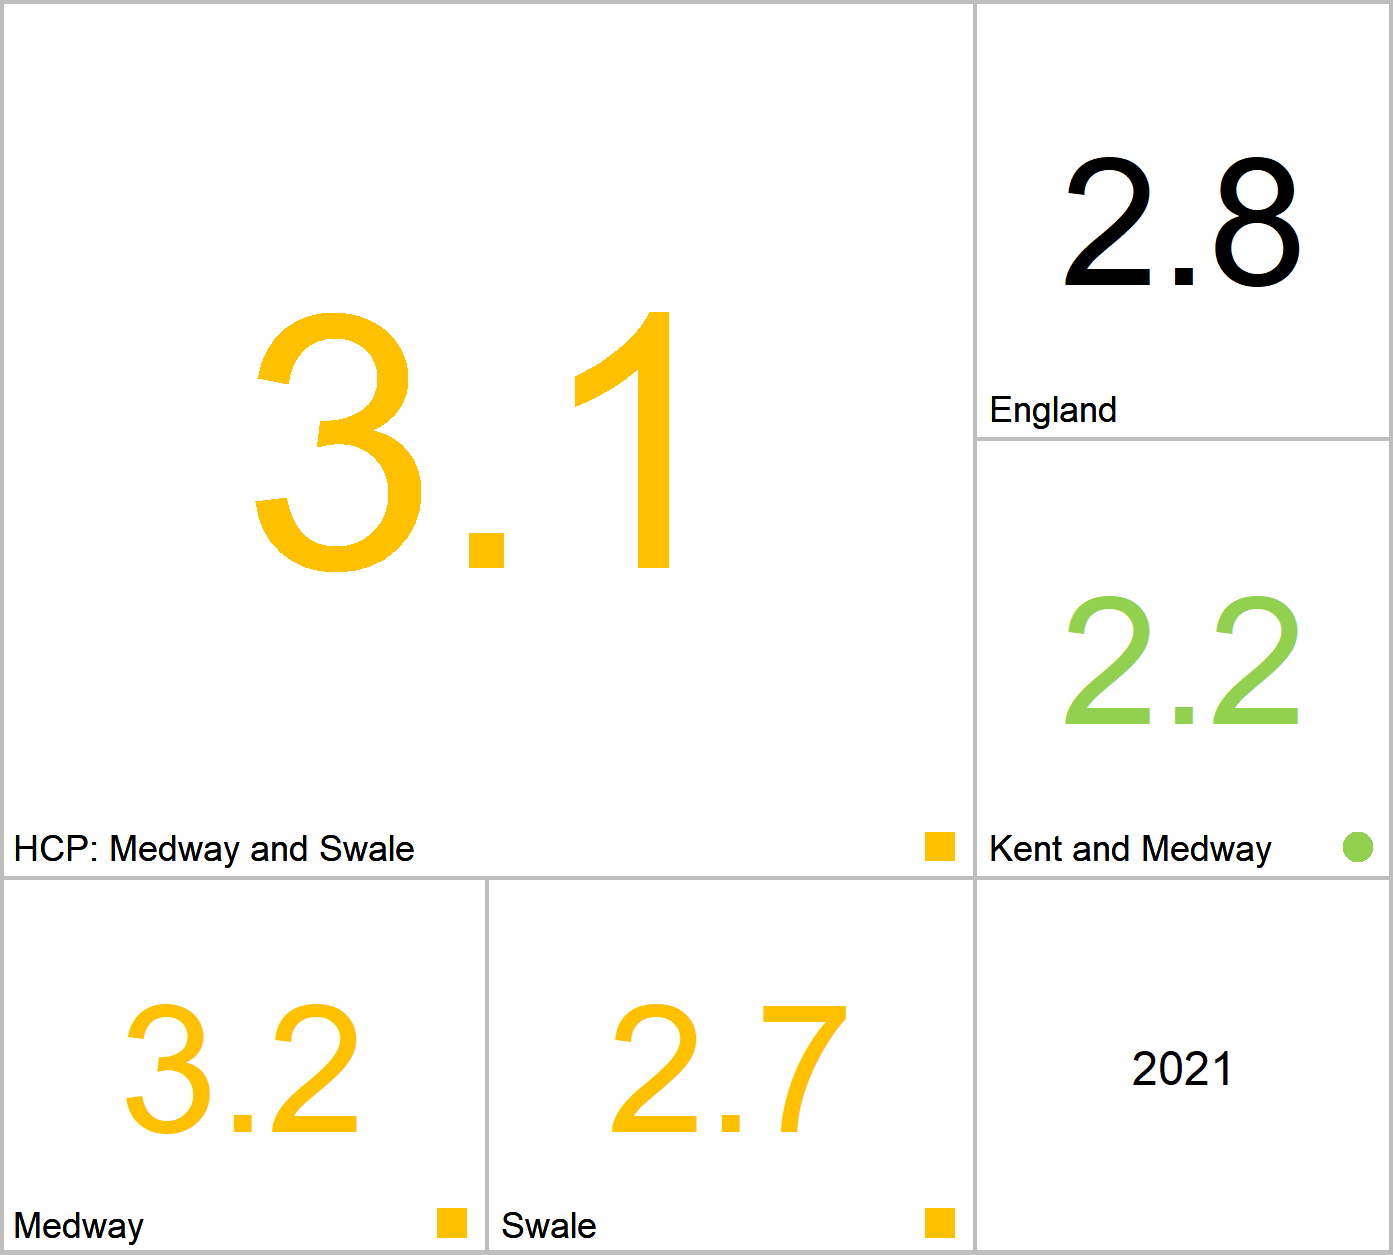 3.1
HCP: Medway and Swale
2.8
England
2.2
Kent and Medway
3.2
Medway
2.7
Swale
2021